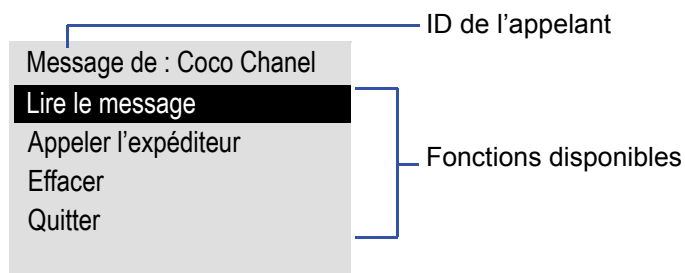 ID de l’appelant
Message de : Coco Chanel
Lire le message
Appeler l’expéditeur
Fonctions disponibles
Effacer
Quitter